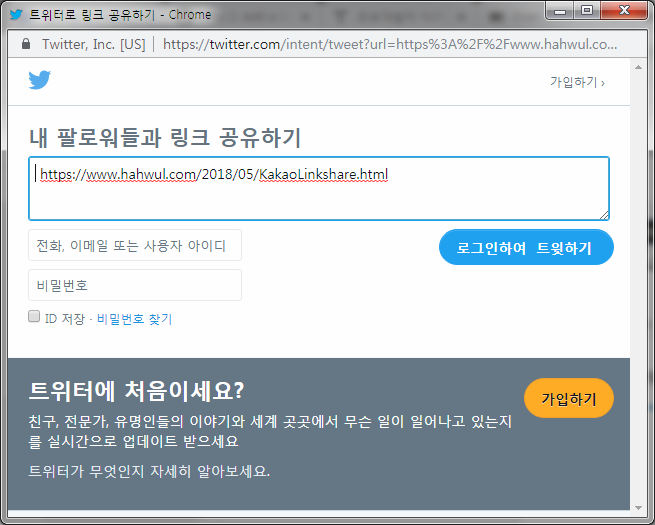 트위터로 링크 공유하기 - Chrome
Twitter, Inc. [US] | https://twitter.com/intent/tweet?url=https%3A%2F%2Fwww.hahwul.co...
가입하기 ›
내 팔로워들과 링크 공유하기
https://www.hahwul.com/2018/05/KakaoLinkshare.html
전화, 이메일 또는 사용자 아이디
로그인하여 트윗하기
비밀번호
ID 저장 · 비밀번호 찾기
트위터에 처음이세요?
가입하기
친구, 전문가, 유명인들의 이야기와 세계 곳곳에서 무슨 일이 일어나고 있는지
를 실시간으로 업데이트 받으세요
트위터가 무엇인지 자세히 알아보세요.